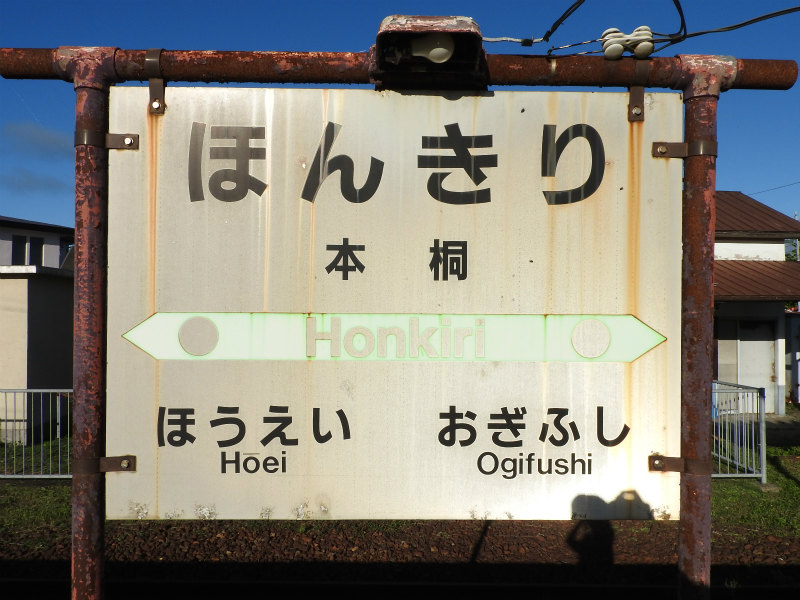 ほんきり
本桐
Honkiri
ほうえい おぎふし
Hōei Ogifushi